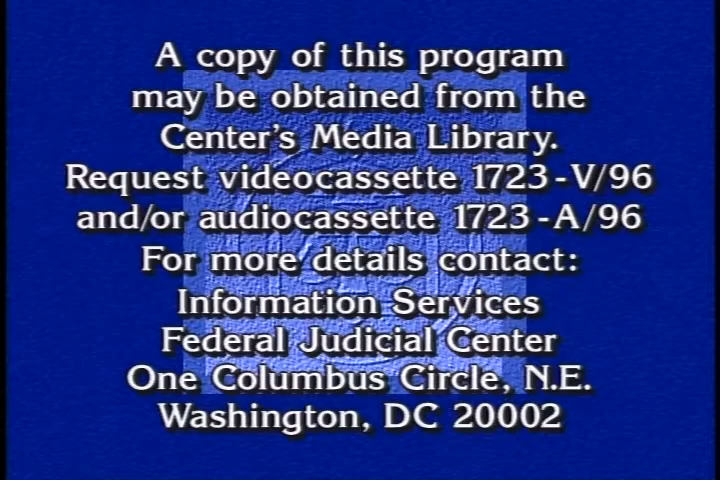 A copy of this program
may be obtained from the
Center's Media Library.
Request videocassette 1723-V/96
and/or audiocassette 1723-A/96
For more details contact:
Information Services
Federal Judicial Center
One Columbus Circle, N.E.
Washington, DC 20002